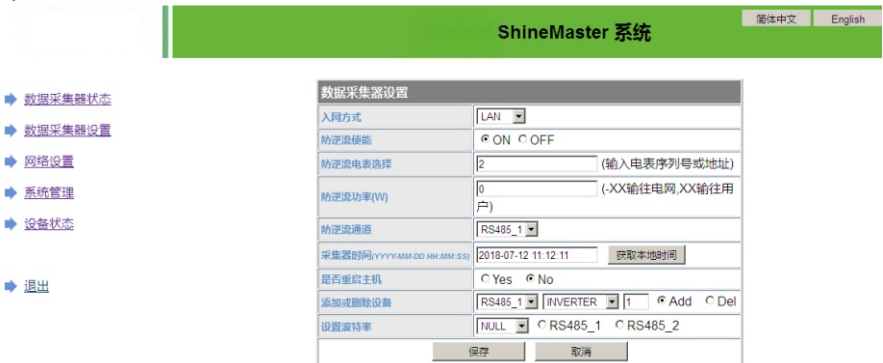 简体中文 English
ShineMaster 系统
数据采集器状态
数据采集器设置
网络设置
系统管理
设备状态
退出
数据采集器设置
入网方式 LAN
防逆流使能 ON OFF
防逆流电表选择 2 (输入电表序列号或地址)
防逆流功率(W) 0 (-XX输往电网,XX输往用
户)
防逆流通道 RS485_1
采集器时间(YYYY-MM-DD HH:MM:SS) 2018-07-12 11:12:11 获取本地时间
是否重启主机 Yes No
添加或删除设备 RS485_1 INVERTER 1 Add Del
设置波特率 NULL RS485_1 RS485_2
保存 取消